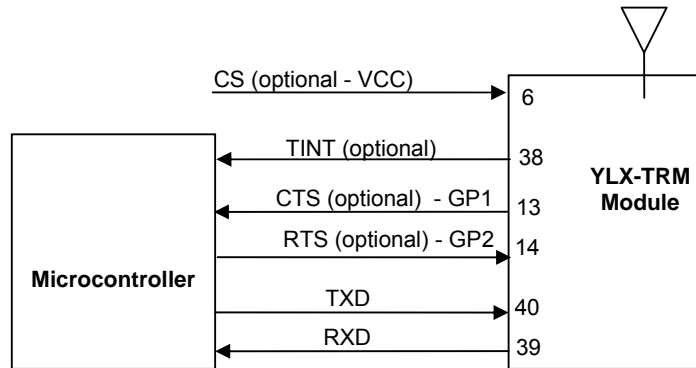 CS (optional - VCC)
6
TINT (optional)
38
YLX-TRM
Module
CTS (optional) - GP1
13
RTS (optional) - GP2
14
Microcontroller
TXD
40
RXD
39